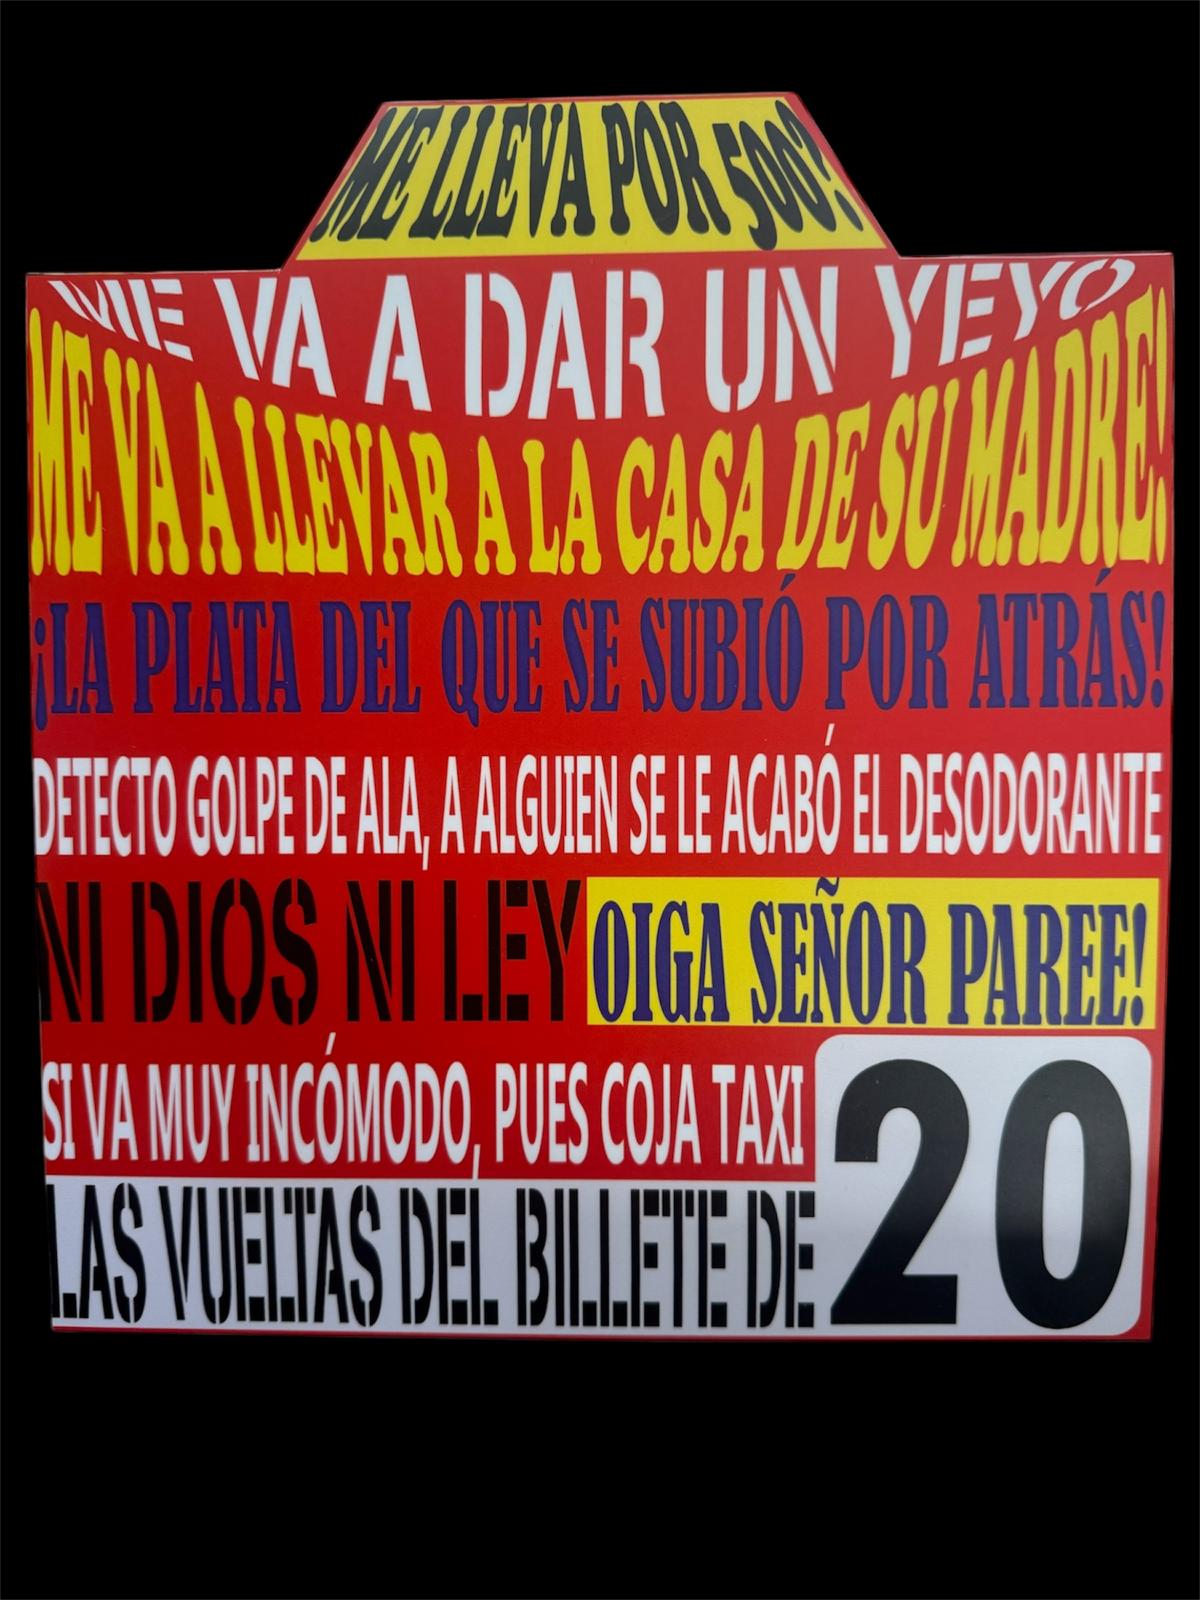 ME LLEVA POR 500?
ME VA A DAR UN YEYO
ME VA A LLEVAR A LA CASA DE SU MADRE!
¡LA PLATA DEL QUE SE SUBIÓ POR ATRÁS!
DETECTO GOLPE DE ALA, A ALGUIEN SE LE ACABÓ EL DESODORANTE
NI DIOS NI LEY
OIGA SEÑOR PAREE!
SI VA MUY INCÓMODO, PUES COJA TAXI
LAS VUELTAS DEL BILLETE DE 20